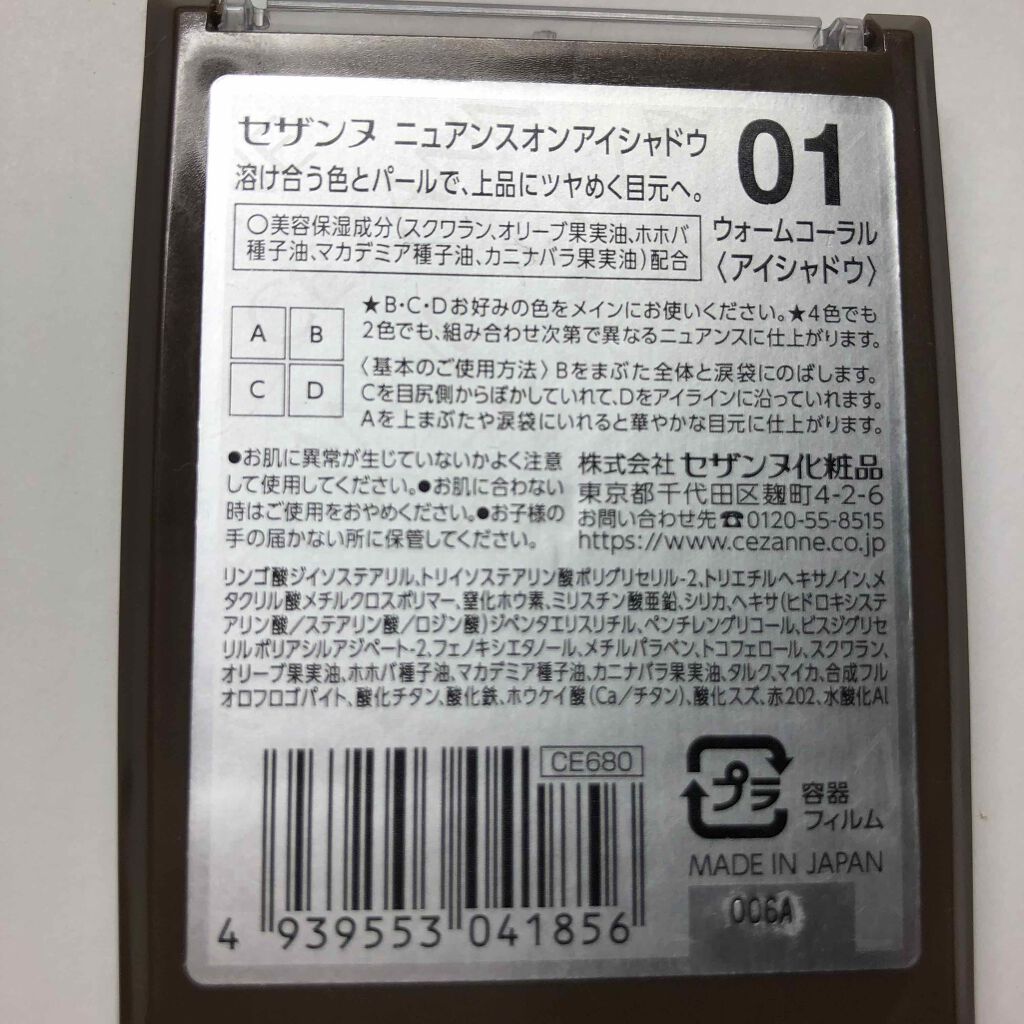 セザンヌ ニュアンスオンアイシャドウ
01
溶け合う色とパールで、上品にツヤめく目元へ。
ウォームコーラル
〈アイシャドウ〉
○美容保湿成分(スクワラン、オリーブ果実油、ホホバ
種子油、マカデミア種子油、カニナバラ果実油)配合
A B
C D
★B・C・Dお好みの色をメインにお使いください。★4色でも
2色でも、組み合わせ次第で異なるニュアンスに仕上がります。
〈基本のご使用方法〉Bをまぶた全体と涙袋にのばします。
Cを目尻側からぼかしていれて、Dをアイラインに沿っていれます。
Aを上まぶたや涙袋にいれると華やかな目元に仕上がります。
●お肌に異常が生じていないかよく注意
して使用してください。●お肌に合わない
時はご使用をおやめください。●お子様の
手の届かない所に保管してください。
株式会社 セザンヌ化粧品
東京都千代田区麹町4-2-6
お問い合わせ先☎0120-55-8515
https://www.cezanne.co.jp
リンゴ酸ジイソステアリル、トリイソステアリン酸ポリグリセリル-2、トリエチルヘキサノイン、メ
タクリル酸メチルクロスポリマー、窒化ホウ素、ミリスチン酸亜鉛、シリカ、ヘキサ(ヒドロキシステ
アリン酸/ステアリン酸/ロジン酸)ジペンタエリスリチル、ペンチレングリコール、ビスジグリセ
リルポリアシルアジペート-2、フェノキシエタノール、メチルパラベン、トコフェロール、スクワラン、
オリーブ果実油、ホホバ種子油、マカデミア種子油、カニナバラ果実油、タルク、マイカ、合成フル
オロフロゴパイト、酸化チタン、酸化鉄、ホウケイ酸(Ca/チタン)、酸化スズ、赤202、水酸化Al
CE680
プラ
容器
フィルム
MADE IN JAPAN
006A
4 939553 041856